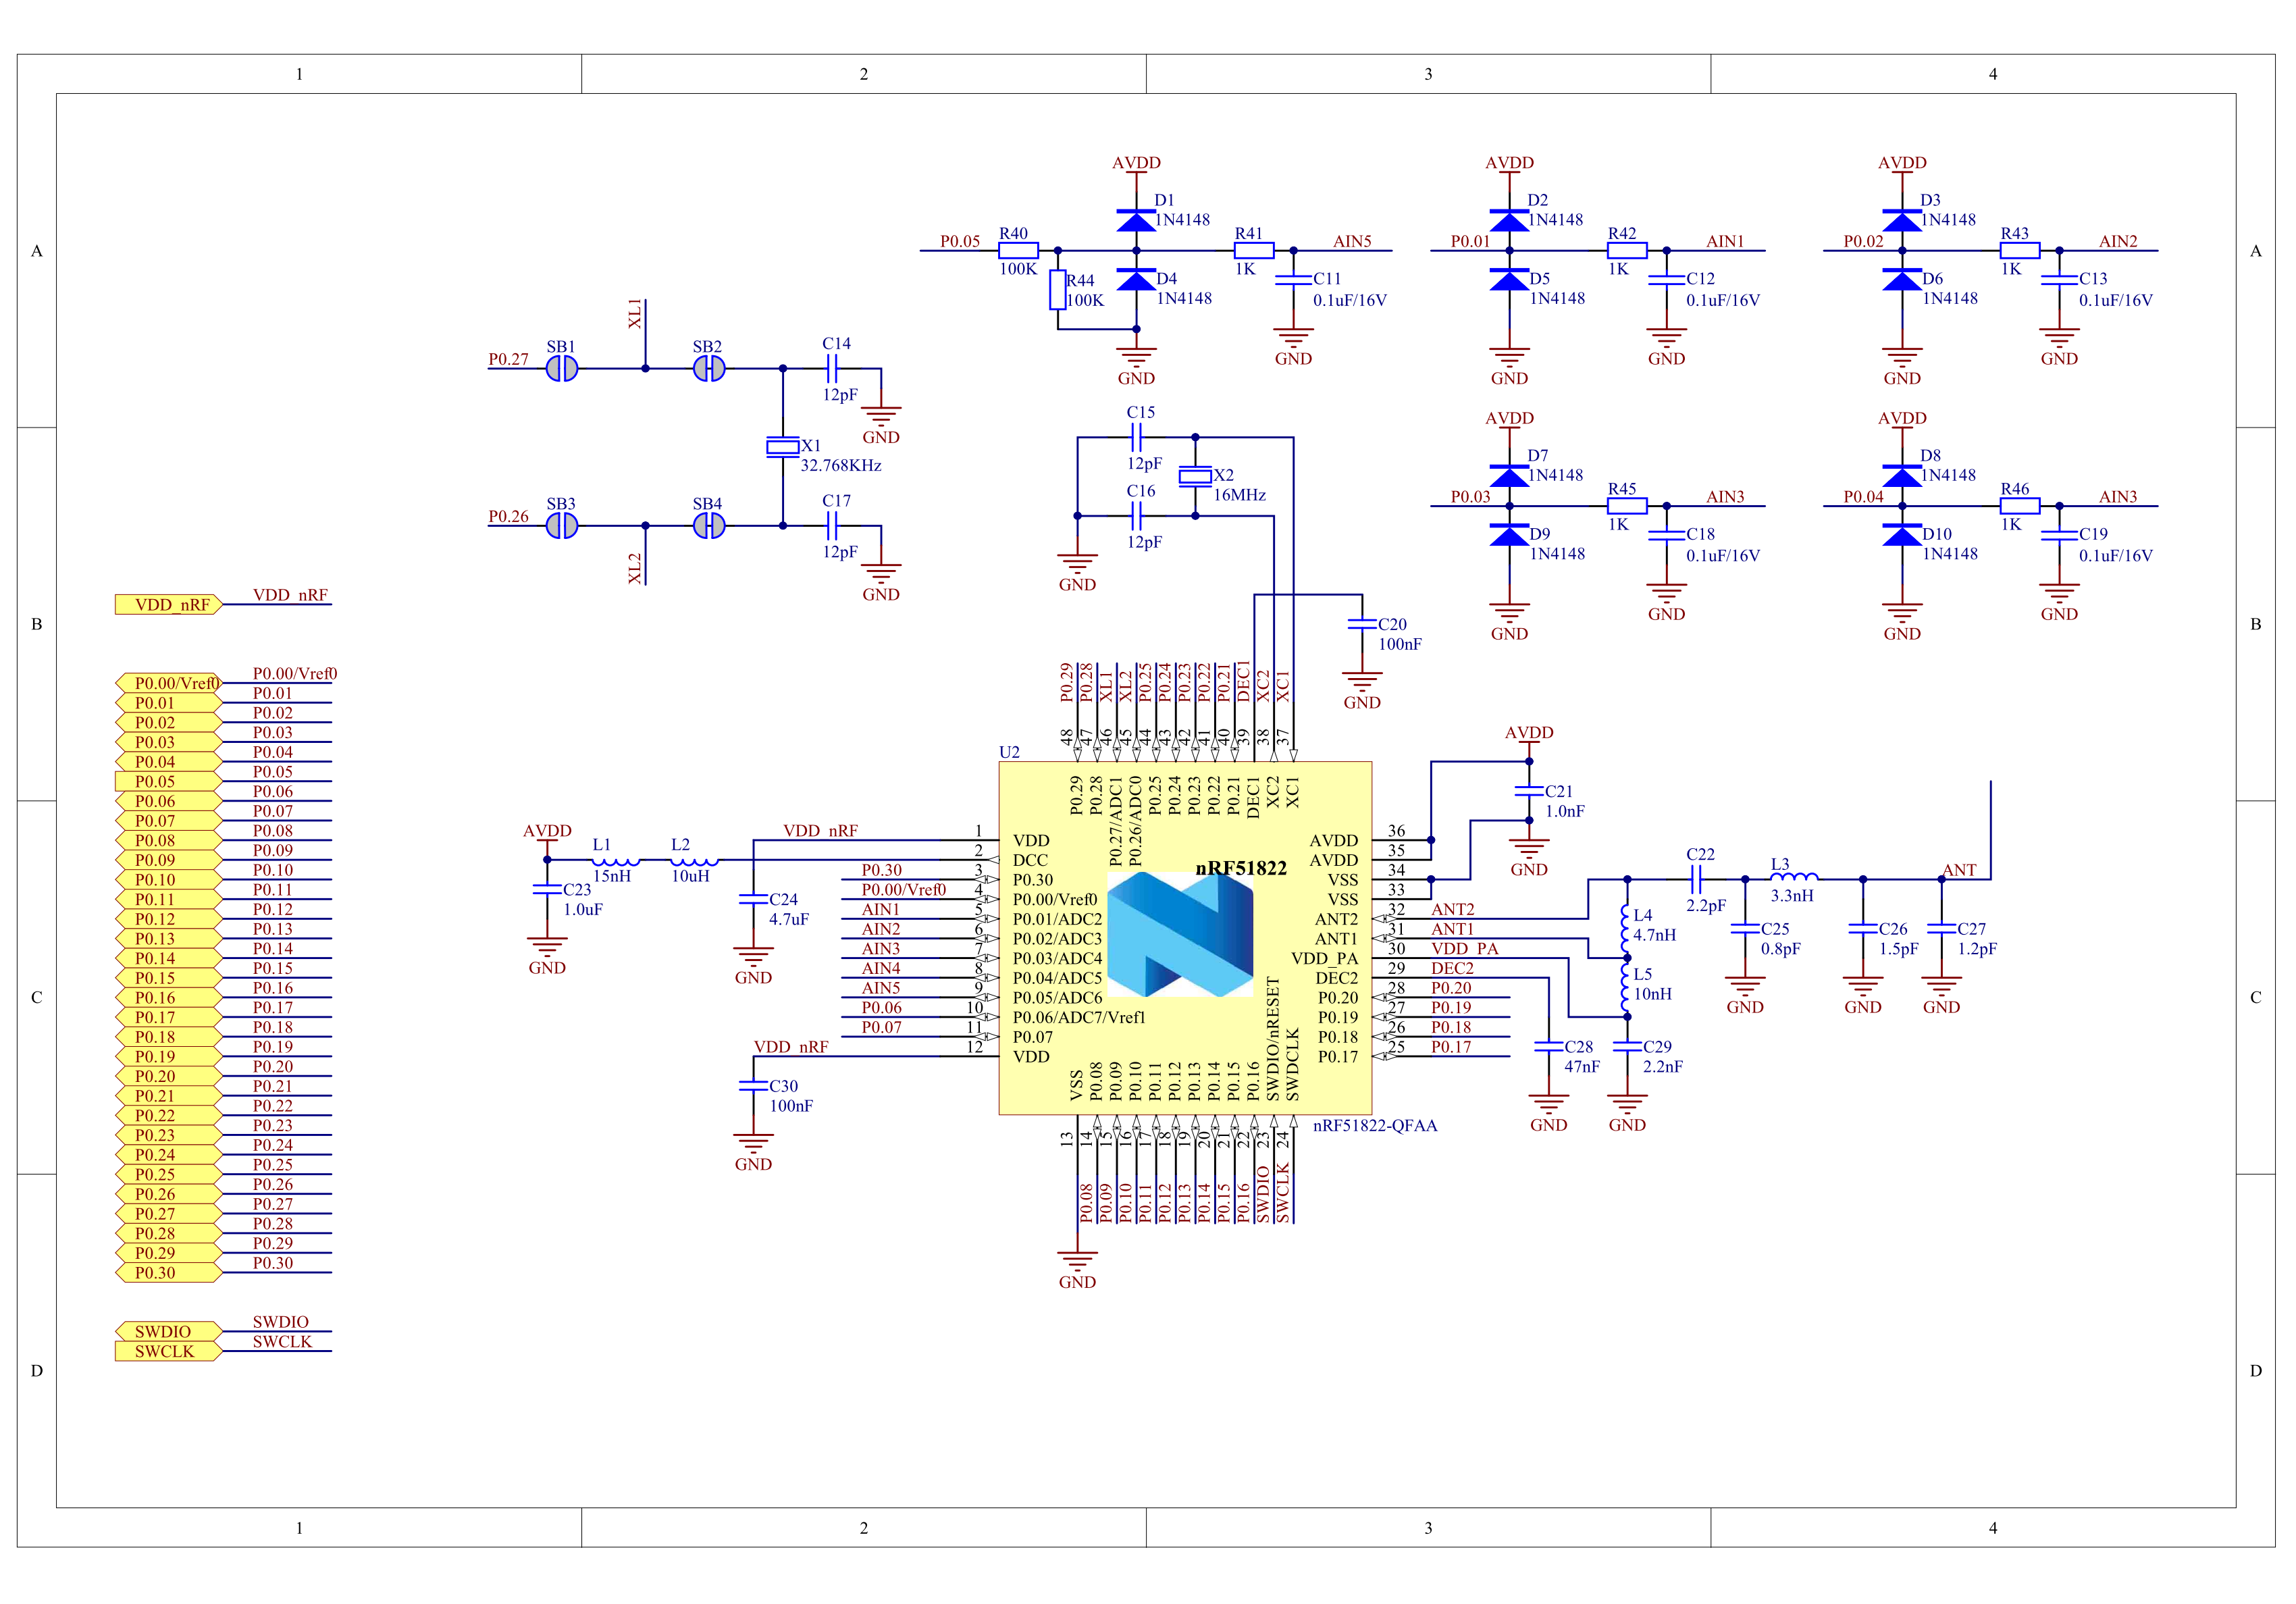 1 2 3 4
A A
B B
C C
D D
AVDD
D1
1N4148
P0.05
R40
100K
R44
100K
D4
1N4148
GND
R41
1K
AIN5
C11
0.1uF/16V
GND
AVDD
D2
1N4148
P0.01
D5
1N4148
GND
R42
1K
AIN1
C12
0.1uF/16V
GND
AVDD
D3
1N4148
P0.02
D6
1N4148
GND
R43
1K
AIN2
C13
0.1uF/16V
GND
XL1
P0.27
SB1
SB2
C14
12pF
GND
X1
32.768KHz
P0.26
SB3
SB4
C17
12pF
GND
XL2
C15
12pF
X2
16MHz
C16
12pF
GND
AVDD
D7
1N4148
P0.03
D9
1N4148
GND
R45
1K
AIN3
C18
0.1uF/16V
GND
AVDD
D8
1N4148
P0.04
D10
1N4148
GND
R46
1K
AIN3
C19
0.1uF/16V
GND
C20
100nF
GND
VDD_nRF VDD_nRF
P0.00/Vref0 P0.00/Vref0
P0.01 P0.01
P0.02 P0.02
P0.03 P0.03
P0.04 P0.04
P0.05 P0.05
P0.06 P0.06
P0.07 P0.07
P0.08 P0.08
P0.09 P0.09
P0.10 P0.10
P0.11 P0.11
P0.12 P0.12
P0.13 P0.13
P0.14 P0.14
P0.15 P0.15
P0.16 P0.16
P0.17 P0.17
P0.18 P0.18
P0.19 P0.19
P0.20 P0.20
P0.21 P0.21
P0.22 P0.22
P0.23 P0.23
P0.24 P0.24
P0.25 P0.25
P0.26 P0.26
P0.27 P0.27
P0.28 P0.28
P0.29 P0.29
P0.30 P0.30
SWDIO SWDIO
SWCLK SWCLK
AVDD
L1
15nH
L2
10uH
C23
1.0uF
GND
C24
4.7uF
GND
C30
100nF
GND
U2
nRF51822
P0.29 48 P0.29
P0.28 47 P0.28
XL1 46 P0.27/ADC1
XL2 45 P0.26/ADC0
P0.25 44 P0.25
P0.24 43 P0.24
P0.23 42 P0.23
P0.22 41 P0.22
P0.21 40 P0.21
DEC1 39 DEC1
XC2 38 XC2
XC1 37 XC1
VDD_nRF 1 VDD
2 DCC
P0.30 3 P0.30
P0.00/Vref0 4 P0.00/Vref0
AIN1 5 P0.01/ADC2
AIN2 6 P0.02/ADC3
AIN3 7 P0.03/ADC4
AIN4 8 P0.04/ADC5
AIN5 9 P0.05/ADC6
P0.06 10 P0.06/ADC7/Vref1
P0.07 11 P0.07
VDD_nRF 12 VDD
AVDD 36
AVDD 35
VSS 34
VSS 33
ANT2 32 ANT2
ANT1 31 ANT1
VDD_PA 30 VDD_PA
DEC2 29 DEC2
P0.20 28 P0.20
P0.19 27 P0.19
P0.18 26 P0.18
P0.17 25 P0.17
VSS 13
P0.08 14 P0.08
P0.09 15 P0.09
P0.10 16 P0.10
P0.11 17 P0.11
P0.12 18 P0.12
P0.13 19 P0.13
P0.14 20 P0.14
P0.15 21 P0.15
P0.16 22 P0.16
SWDIO/nRESET 23 SWDIO
SWDCLK 24 SWCLK
GND
nRF51822-QFAA
AVDD
C21
1.0nF
GND
C22
2.2pF
L3
3.3nH
ANT
L4
4.7nH
L5
10nH
C25
0.8pF
GND
C26
1.5pF
GND
C27
1.2pF
GND
C28
47nF
GND
C29
2.2nF
GND
1 2 3 4